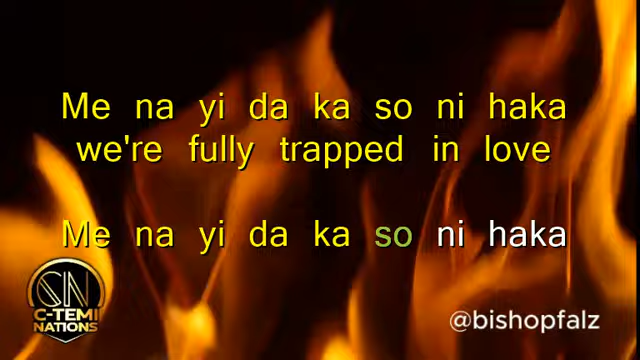 Me na yi da ka so ni haka
we're fully trapped in love
Me na yi da ka so ni haka
C-TEMI
NATIONS
@bishopfalz